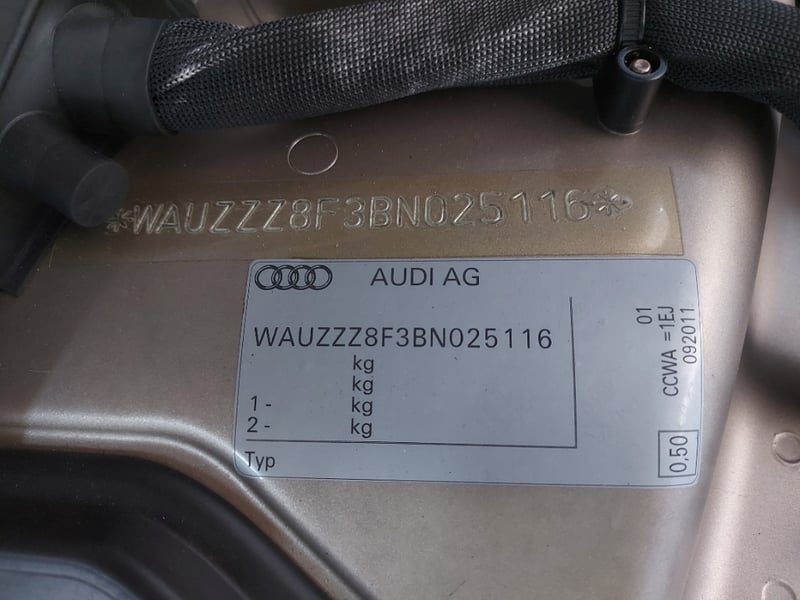 *WAUZZZ8F3BN025116*
AUDI AG
WAUZZZ8F3BN025116
kg
kg
1 - kg
2 - kg
Typ
01
CCWA =1EJ
092011
0,50